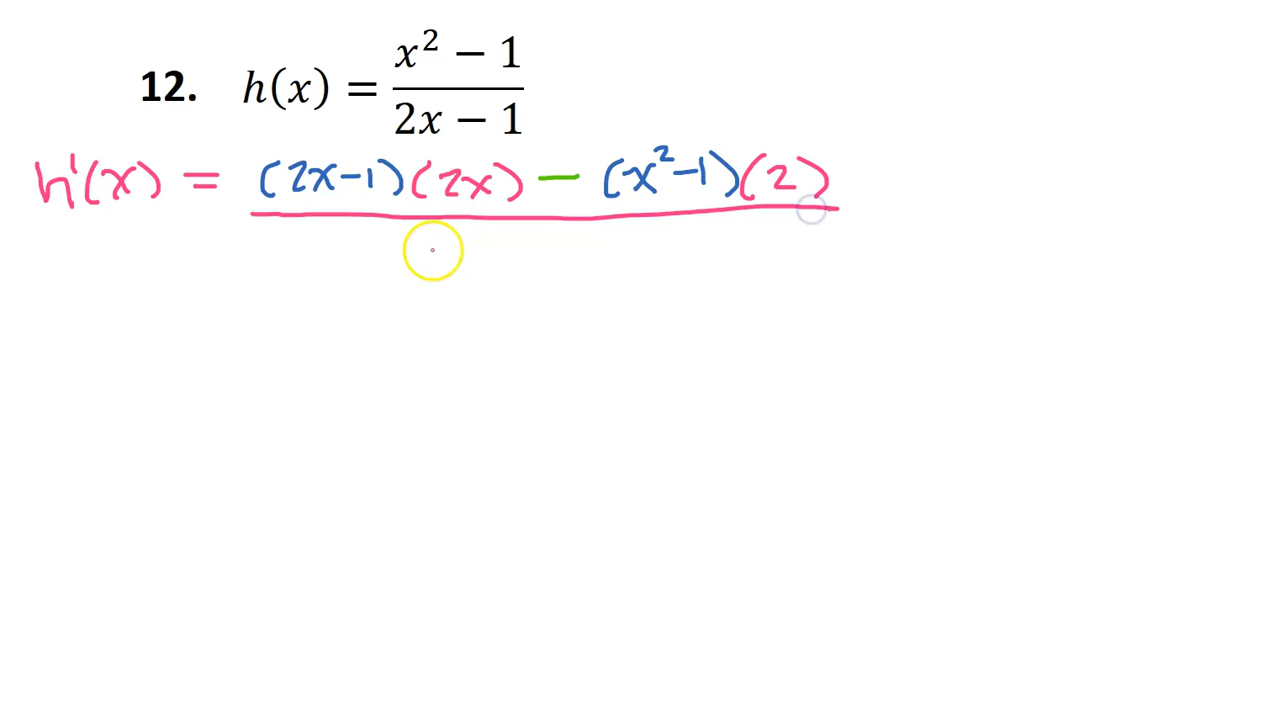 12. h(x) = (x² − 1)/(2x − 1)
h'(x) = (2x-1)(2x) - (x²-1)(2)